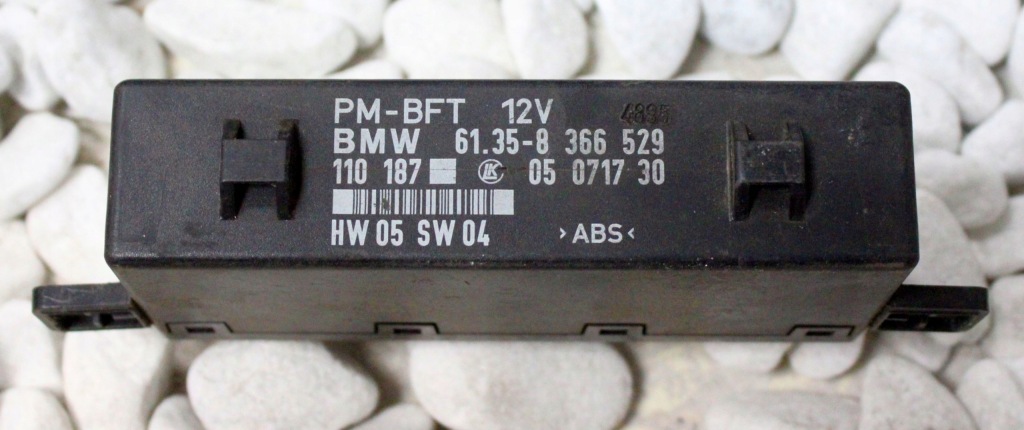 PM-BFT 12V 4895
BMW 61.35-8 366 529
110 187 LK 05 0717 30
HW 05 SW 04 >ABS<